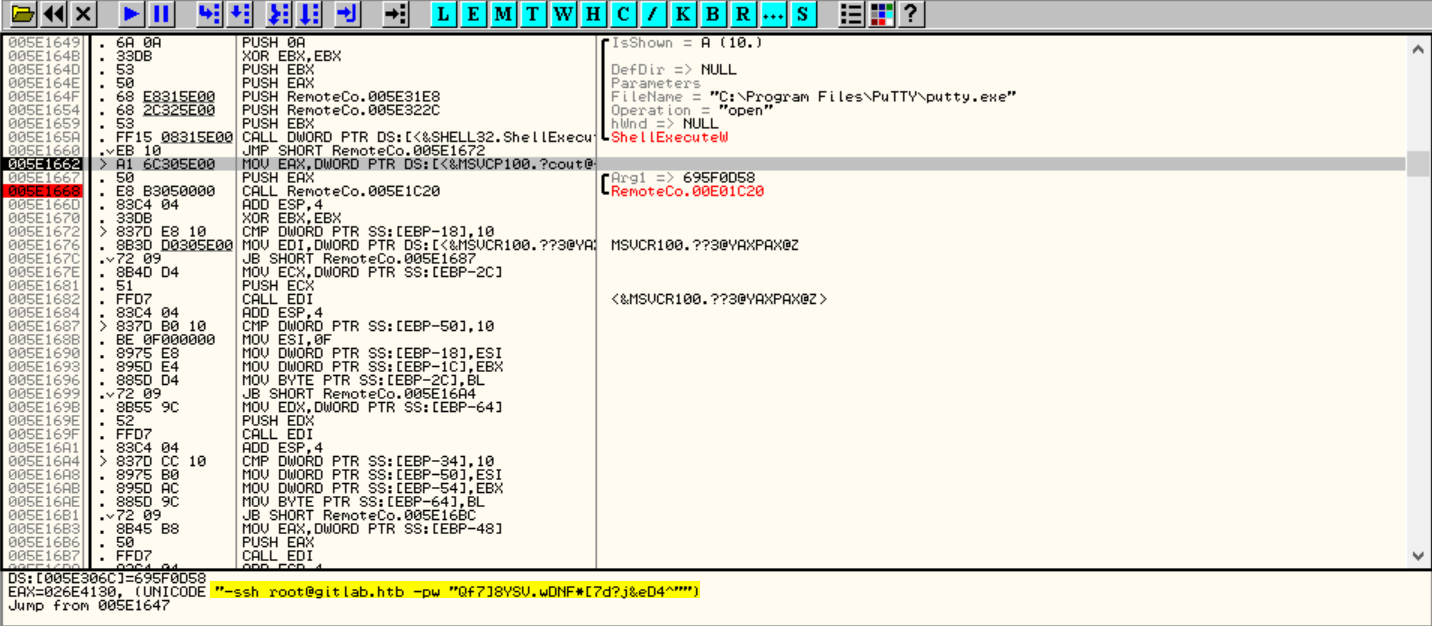 L E M T W H C / K B R ... S ?
005E1649 . 6A 0A PUSH 0A IsShown = A (10.)
005E164B . 33DB XOR EBX,EBX
005E164D . 53 PUSH EBX DefDir => NULL
005E164E . 50 PUSH EAX Parameters
005E164F . 68 E8315E00 PUSH RemoteCo.005E31E8 FileName = "C:\Program Files\PuTTY\putty.exe"
005E1654 . 68 2C325E00 PUSH RemoteCo.005E322C Operation = "open"
005E1659 . 53 PUSH EBX hWnd => NULL
005E165A . FF15 08315E00 CALL DWORD PTR DS:[<&SHELL32.ShellExecu ShellExecuteW
005E1660 .vEB 10 JMP SHORT RemoteCo.005E1672
005E1662 > A1 6C305E00 MOV EAX,DWORD PTR DS:[<&MSVCP100.?cout@
005E1667 . 50 PUSH EAX Arg1 => 695F0D58
005E1668 . E8 B3050000 CALL RemoteCo.005E1C20 RemoteCo.00E01C20
005E166D . 83C4 04 ADD ESP,4
005E1670 . 33DB XOR EBX,EBX
005E1672 > 837D E8 10 CMP DWORD PTR SS:[EBP-18],10
005E1676 . 8B3D D0305E00 MOV EDI,DWORD PTR DS:[<&MSVCR100.??3@YA MSVCR100.??3@YAXPAX@Z
005E167C .v72 09 JB SHORT RemoteCo.005E1687
005E167E . 8B4D D4 MOV ECX,DWORD PTR SS:[EBP-2C]
005E1681 . 51 PUSH ECX
005E1682 . FFD7 CALL EDI <&MSVCR100.??3@YAXPAX@Z>
005E1684 . 83C4 04 ADD ESP,4
005E1687 > 837D B0 10 CMP DWORD PTR SS:[EBP-50],10
005E168B . BE 0F000000 MOV ESI,0F
005E1690 . 8975 E8 MOV DWORD PTR SS:[EBP-18],ESI
005E1693 . 895D E4 MOV DWORD PTR SS:[EBP-1C],EBX
005E1696 . 885D D4 MOV BYTE PTR SS:[EBP-2C],BL
005E1699 .v72 09 JB SHORT RemoteCo.005E16A4
005E169B . 8B55 9C MOV EDX,DWORD PTR SS:[EBP-64]
005E169E . 52 PUSH EDX
005E169F . FFD7 CALL EDI
005E16A1 . 83C4 04 ADD ESP,4
005E16A4 > 837D CC 10 CMP DWORD PTR SS:[EBP-34],10
005E16A8 . 8975 B0 MOV DWORD PTR SS:[EBP-50],ESI
005E16AB . 895D AC MOV DWORD PTR SS:[EBP-54],EBX
005E16AE . 885D 9C MOV BYTE PTR SS:[EBP-64],BL
005E16B1 .v72 09 JB SHORT RemoteCo.005E16BC
005E16B3 . 8B45 B8 MOV EAX,DWORD PTR SS:[EBP-48]
005E16B6 . 50 PUSH EAX
005E16B7 . FFD7 CALL EDI
DS:[005E306C]=695F0D58
EAX=026E4130, (UNICODE "-ssh root@gitlab.htb -pw "Qf7]8YSV.wDNF*[7d?j&eD4^"")
Jump from 005E1647